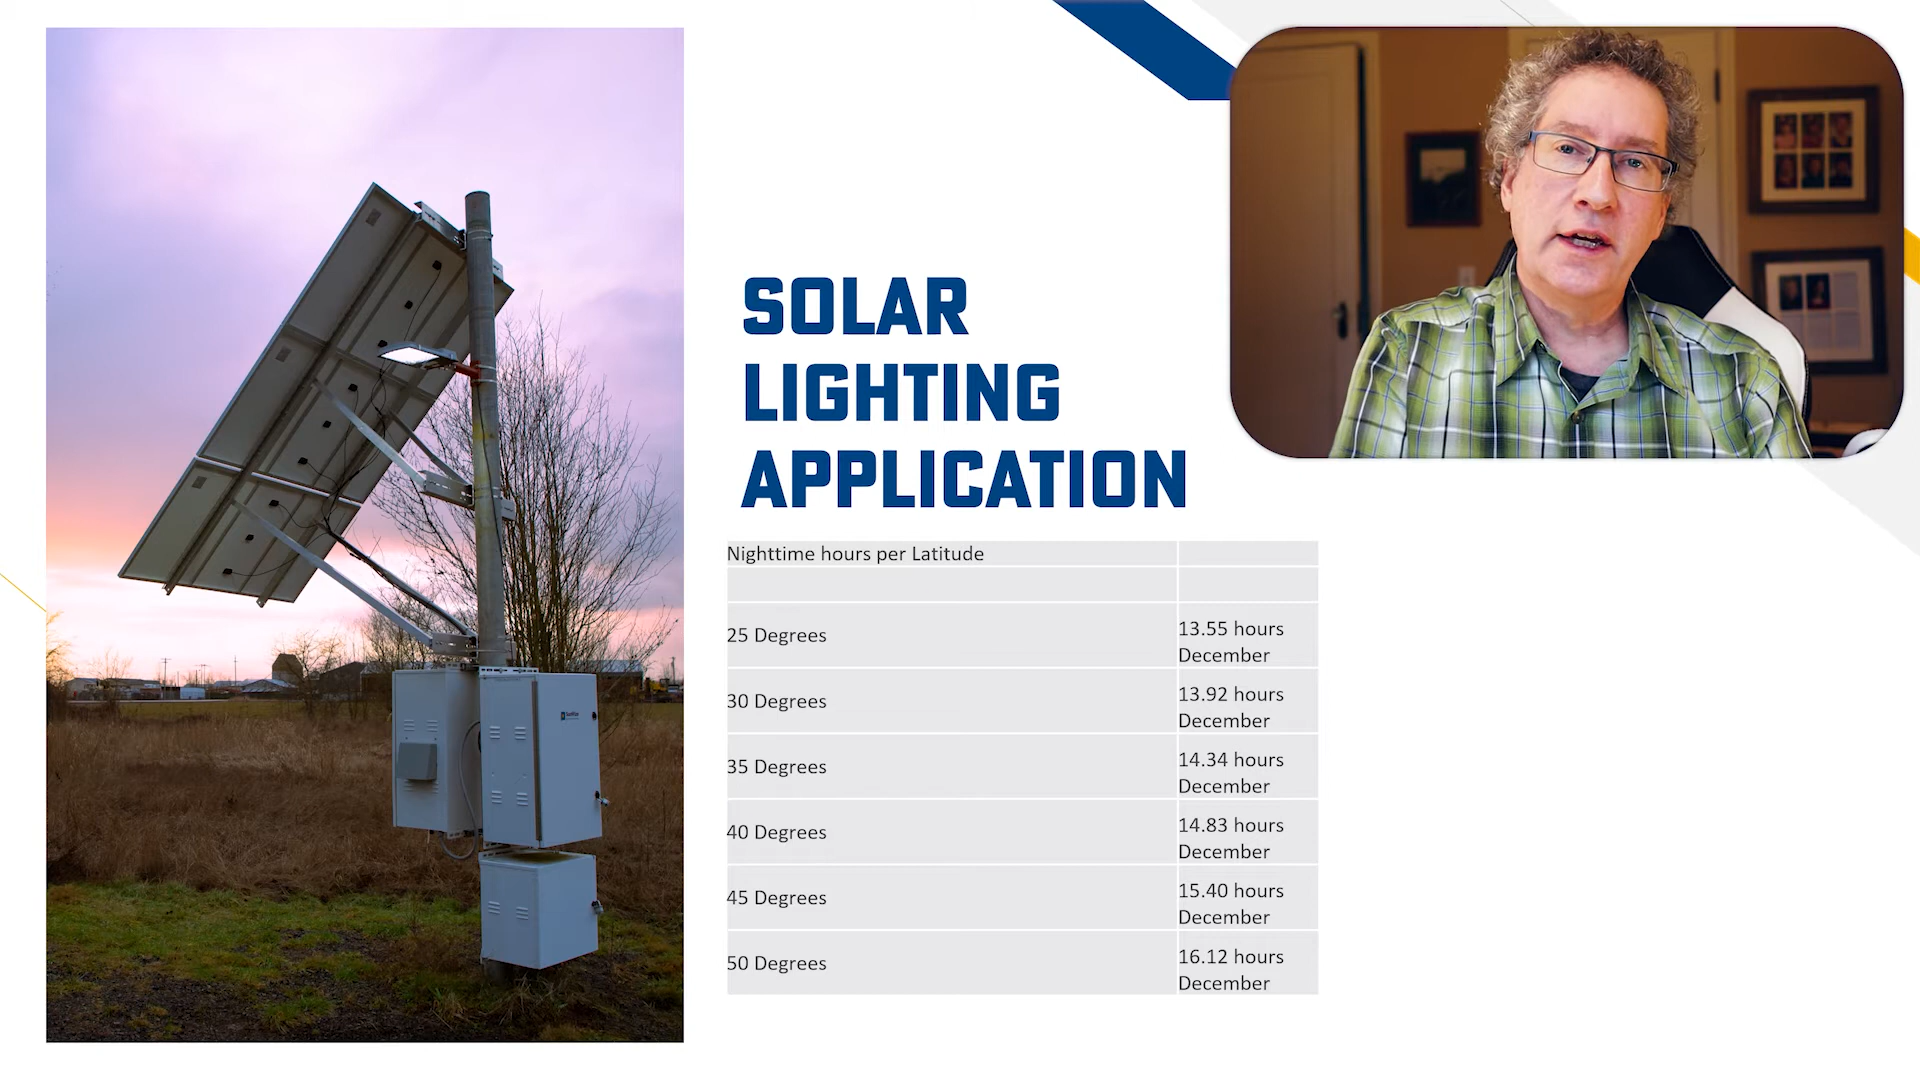 SOLAR
LIGHTING
APPLICATION
Nighttime hours per Latitude
25 Degrees
13.55 hours
December
30 Degrees
13.92 hours
December
35 Degrees
14.34 hours
December
40 Degrees
14.83 hours
December
45 Degrees
15.40 hours
December
50 Degrees
16.12 hours
December